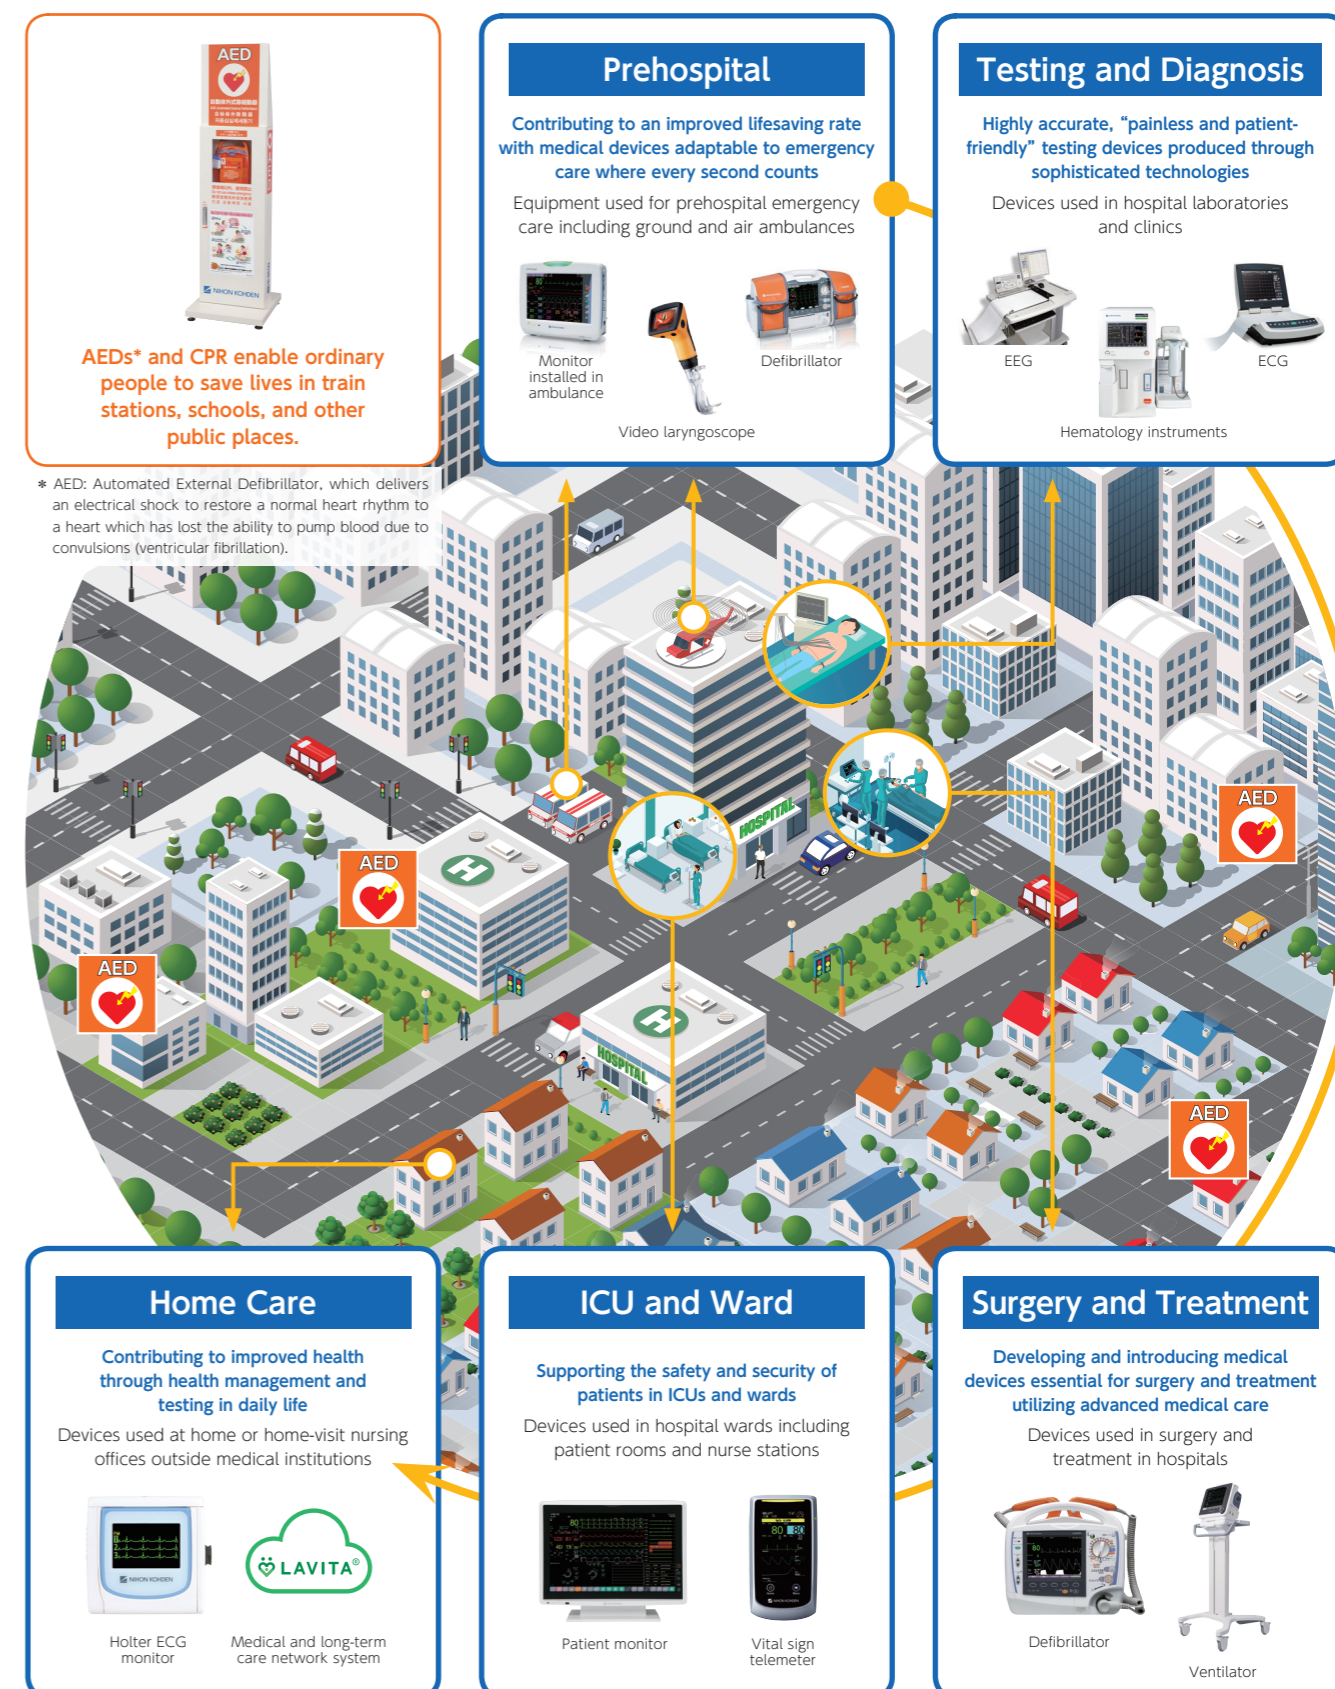 AED
NIHON KOHDEN
AEDs* and CPR enable ordinary
people to save lives in train
stations, schools, and other
public places.
* AED: Automated External Defibrillator, which delivers
an electrical shock to restore a normal heart rhythm to
a heart which has lost the ability to pump blood due to
convulsions (ventricular fibrillation).
Prehospital
Contributing to an improved lifesaving rate
with medical devices adaptable to emergency
care where every second counts
Equipment used for prehospital emergency
care including ground and air ambulances
Monitor
installed in
ambulance
Video laryngoscope
Defibrillator
Testing and Diagnosis
Highly accurate, “painless and patient-
friendly” testing devices produced through
sophisticated technologies
Devices used in hospital laboratories
and clinics
EEG
Hematology instruments
ECG
HOSPITAL
H
AED
AED
AED
H
HOSPITAL
AED
Home Care
Contributing to improved health
through health management and
testing in daily life
Devices used at home or home-visit nursing
offices outside medical institutions
NIHON KOHDEN
LAVITA®
Holter ECG
monitor
Medical and long-term
care network system
ICU and Ward
Supporting the safety and security of
patients in ICUs and wards
Devices used in hospital wards including
patient rooms and nurse stations
80
80 80
NIHON KOHDEN
Patient monitor
Vital sign
telemeter
Surgery and Treatment
Developing and introducing medical
devices essential for surgery and treatment
utilizing advanced medical care
Devices used in surgery and
treatment in hospitals
Defibrillator
Ventilator